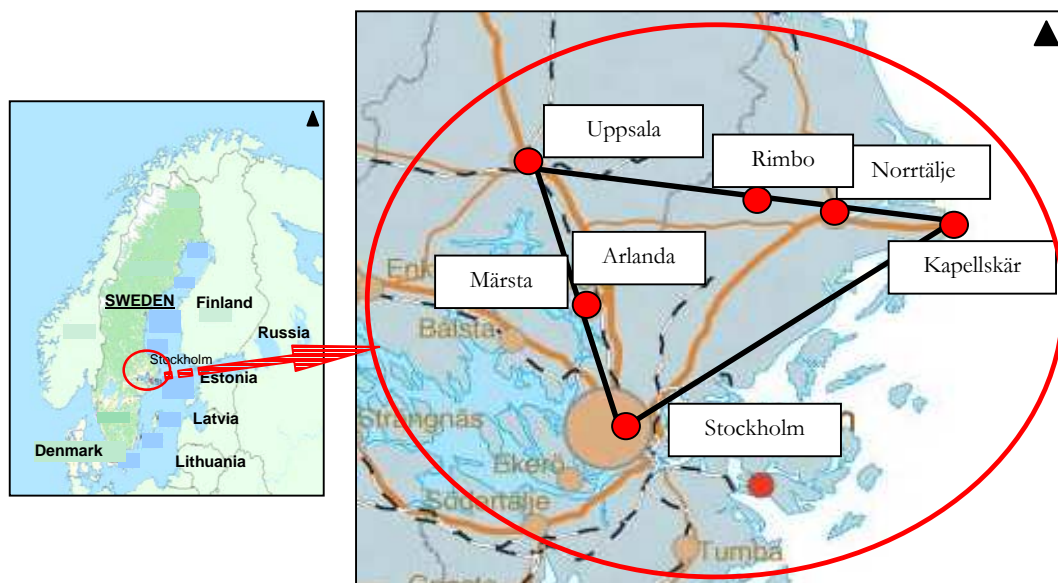 SWEDEN
Finland
Russia
Stockholm
Estonia
Latvia
Denmark
Lithuania
Uppsala
Rimbo
Norrtälje
Arlanda
Märsta
Kapellskär
Enk
Bålsta
Strängnäs
Stockholm
n
Ekerö
Södertälje
Tumba